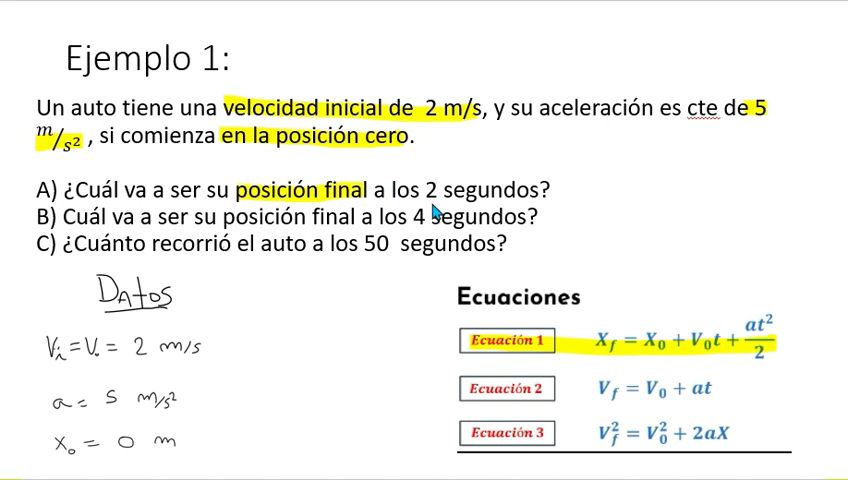 Ejemplo 1:
Un auto tiene una velocidad inicial de 2 m/s, y su aceleración es cte de 5
m/s², si comienza en la posición cero.
A) ¿Cuál va a ser su posición final a los 2 segundos?
B) Cuál va a ser su posición final a los 4 segundos?
C) ¿Cuánto recorrió el auto a los 50 segundos?
DATOS
Vi = V₀ = 2 m/s
a = 5 m/s²
X₀ = 0 m
Ecuaciones
Ecuación 1 X_f = X₀ + V₀t + at²/2
Ecuación 2 V_f = V₀ + at
Ecuación 3 V_f² = V₀² + 2aX